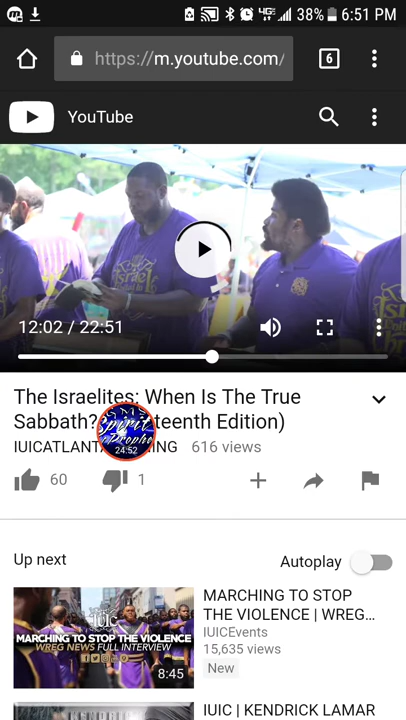 38% 6:51 PM
https://m.youtube.com/
6
YouTube
12:02 / 22:51
The Israelites: When Is The True
Sabbath? teenth Edition)
IUICATLANTA NING 616 views
60
1
24:52
Up next
Autoplay
MARCHING TO STOP THE VIOLENCE
WREG NEWS FULL INTERVIEW
8:45
MARCHING TO STOP
THE VIOLENCE | WREG...
IUICEvents
15,635 views
New
IUIC | KENDRICK LAMAR